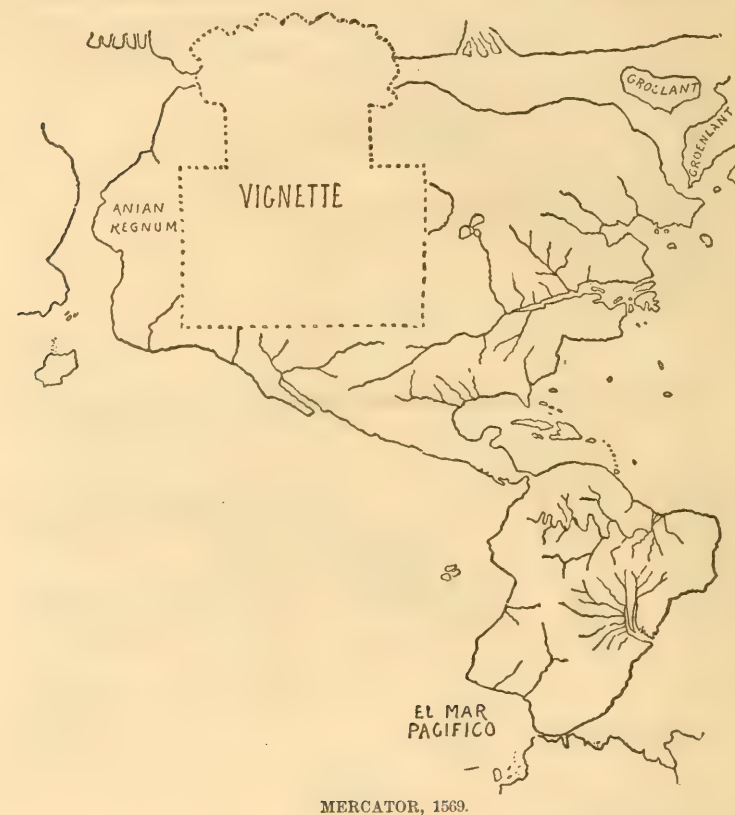 GROCLANT
GROENLANT
VIGNETTE
ANIAN
REGNUM
EL MAR
PACIFICO
MERCATOR, 1569.